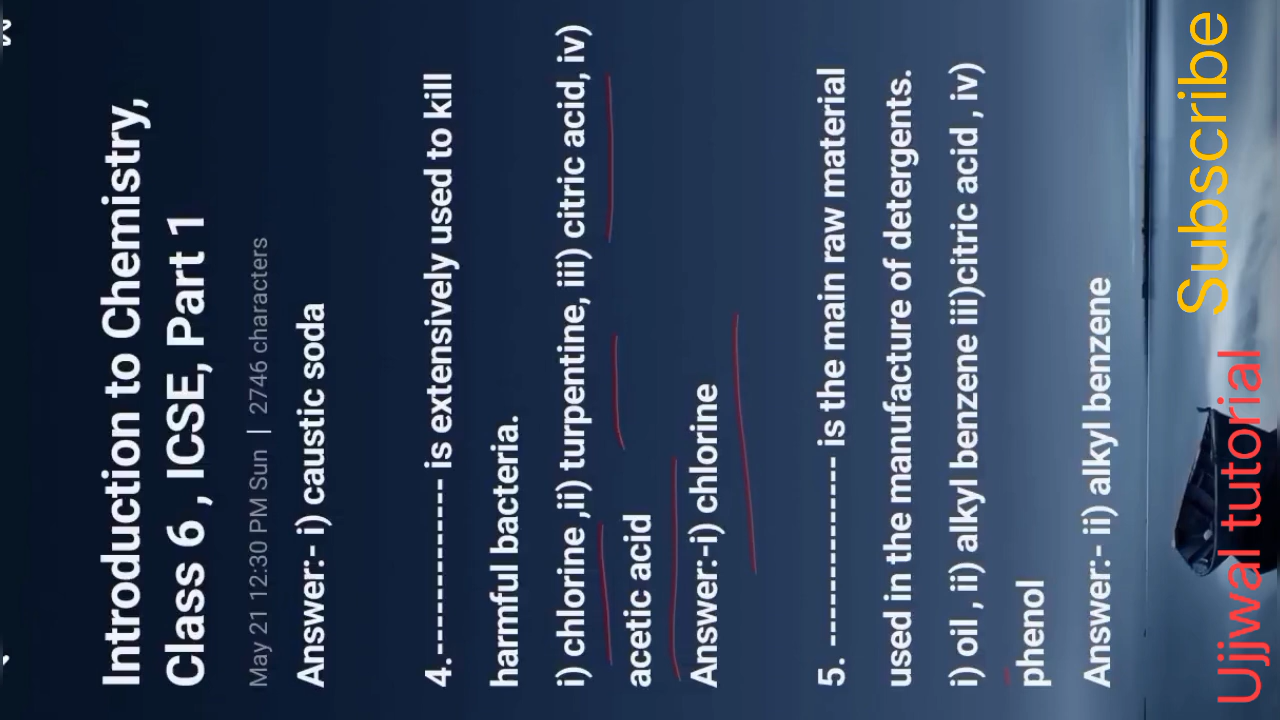 Introduction to Chemistry,
Class 6 , ICSE, Part 1
May 21 12:30 PM Sun | 2746 characters
Answer:- i) caustic soda
4.-------------- is extensively used to kill
harmful bacteria.
i) chlorine ,ii) turpentine, iii) citric acid, iv)
acetic acid
Answer:-i) chlorine
5. ---------------- is the main raw material
used in the manufacture of detergents.
i) oil , ii) alkyl benzene iii)citric acid , iv)
phenol
Answer:- ii) alkyl benzene
Ujjwal tutorial Subscribe